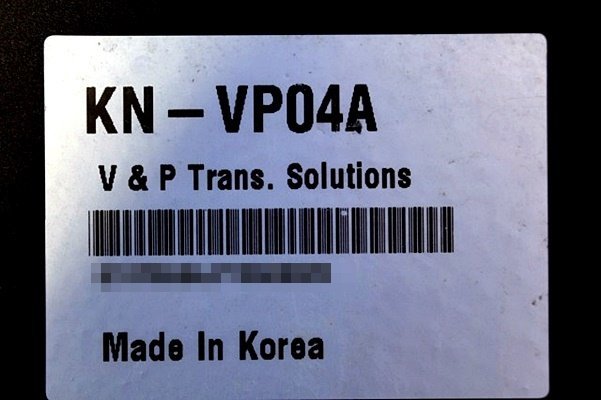 KN-VP04A
V & P Trans. Solutions
Made In Korea